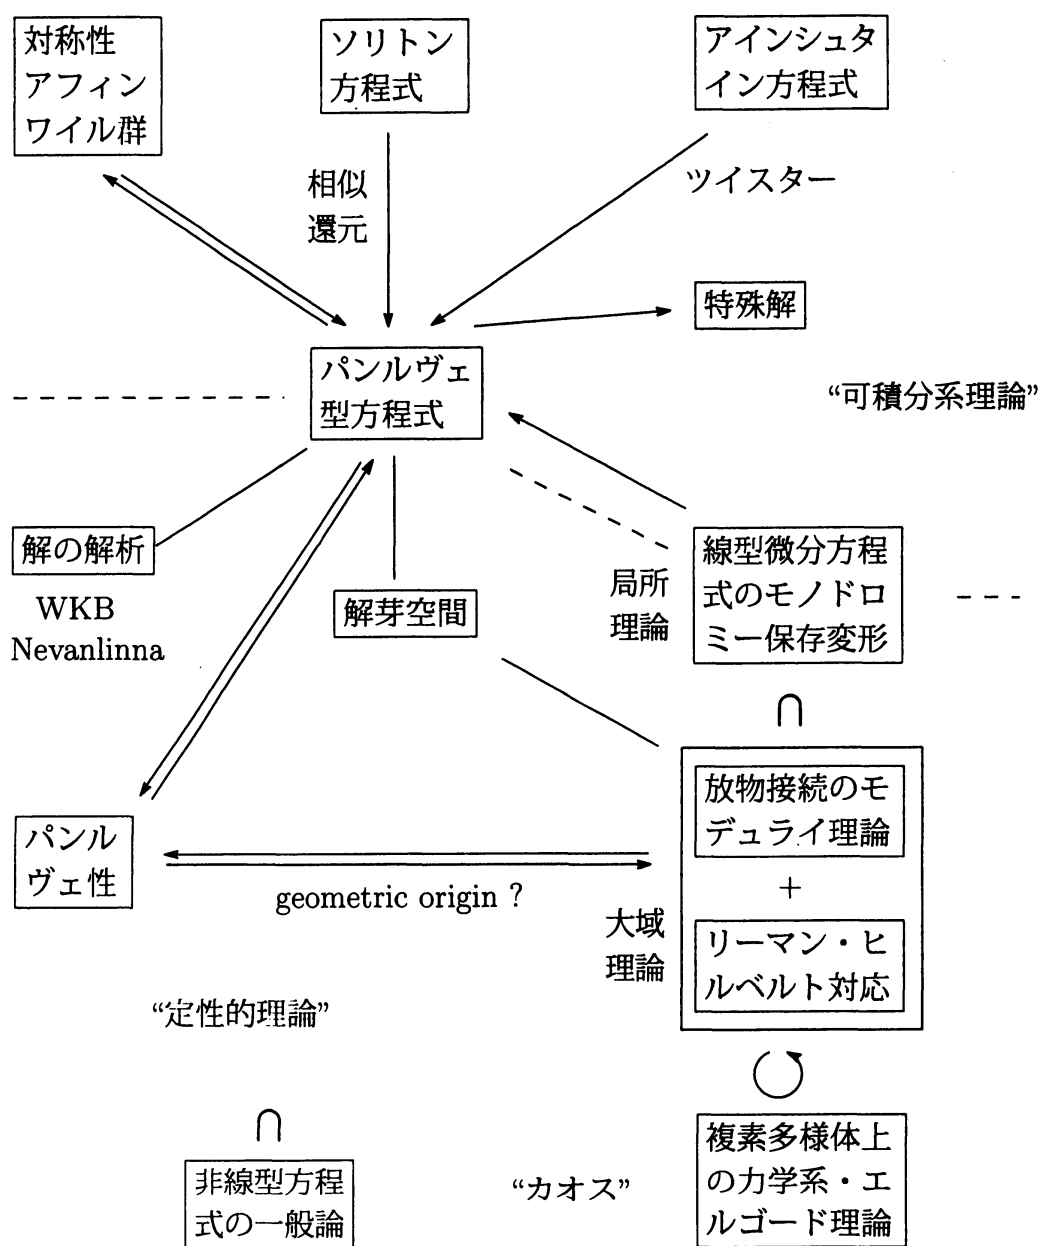 対称性
アフィン
ワイル群
ソリトン
方程式
アインシュタ
イン方程式
相似
還元
ツイスター
特殊解
パンルヴェ
型方程式
“可積分系理論”
解の解析
WKB
Nevanlinna
解芽空間
局所
理論
線型微分方程
式のモノドロ
ミー保存変形
∩
放物接続のモ
デュライ理論
+
リーマン・ヒ
ルベルト対応
パンル
ヴェ性
geometric origin ?
大域
理論
“定性的理論”
∩
非線型方程
式の一般論
“カオス”
複素多様体上
の力学系・エ
ルゴード理論